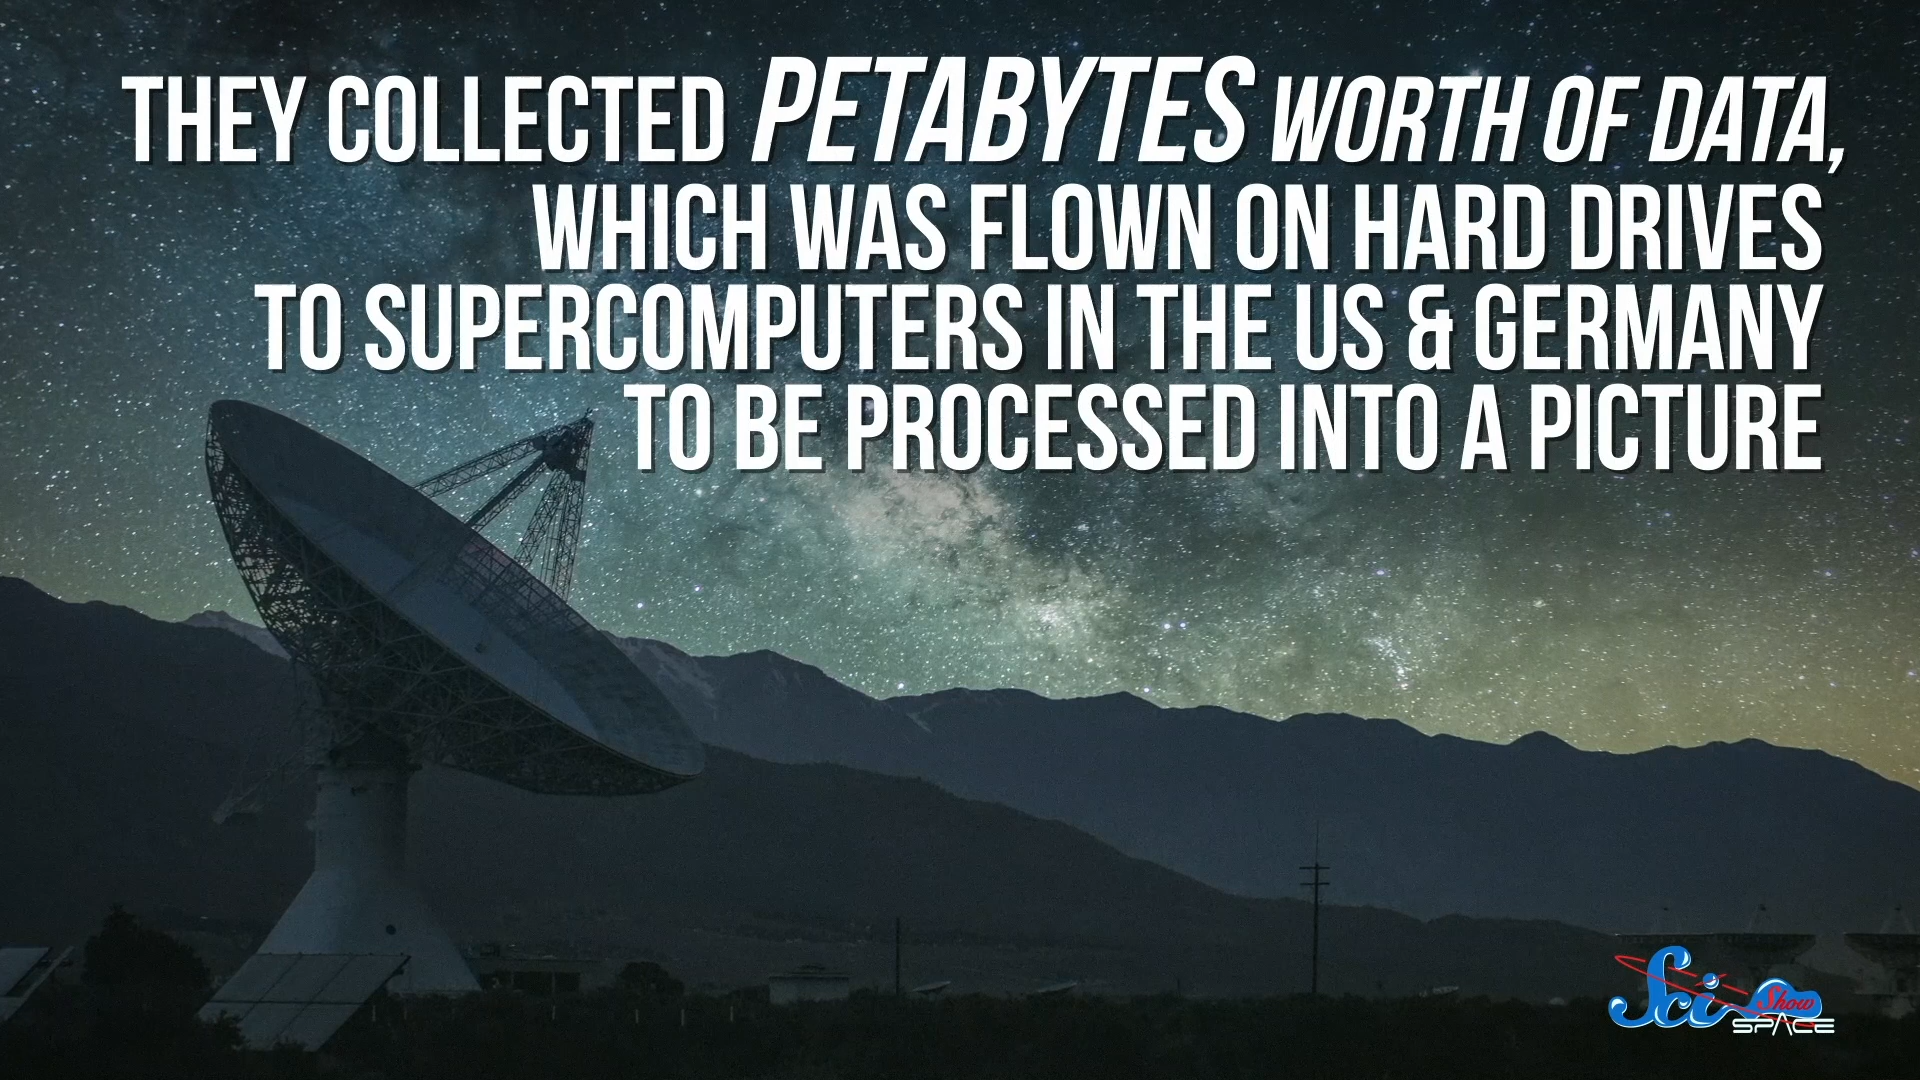 THEY COLLECTED PETABYTES WORTH OF DATA,
WHICH WAS FLOWN ON HARD DRIVES
TO SUPERCOMPUTERS IN THE US & GERMANY
TO BE PROCESSED INTO A PICTURE
Sci Show
SPACE